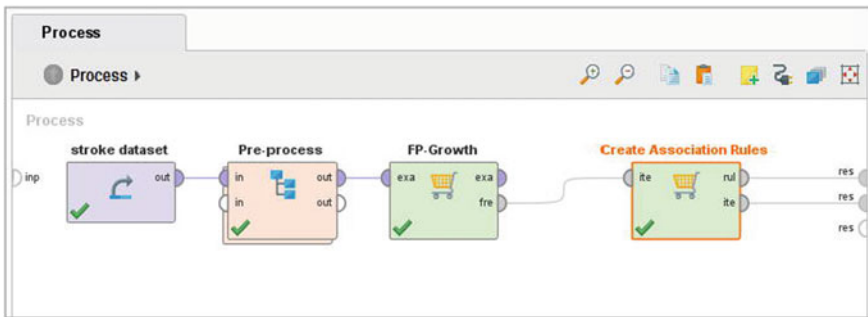 Process
Process
Process
stroke dataset
Pre-process
FP-Growth
Create Association Rules
inp
out
in
out
in
out
exa
exa
fre
ite
rul
ite
res
res
res